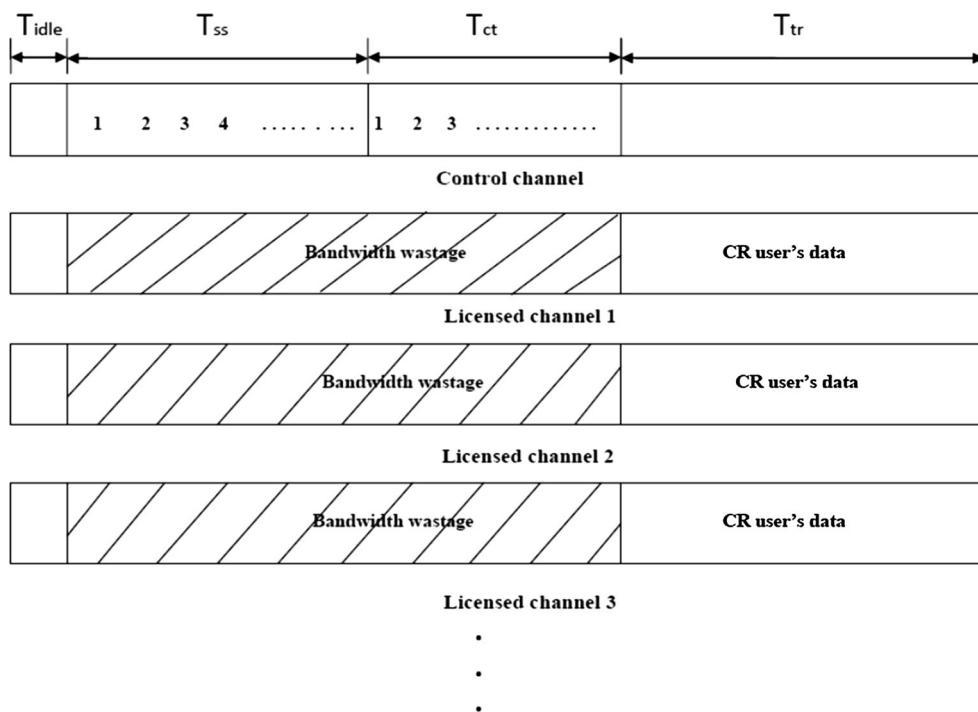 Tidle Tss Tct Ttr
1 2 3 4 ...... . ... 1 2 3 .............
Control channel
Bandwidth wastage CR user's data
Licensed channel 1
Bandwidth wastage CR user's data
Licensed channel 2
Bandwidth wastage CR user's data
Licensed channel 3
.
.
.